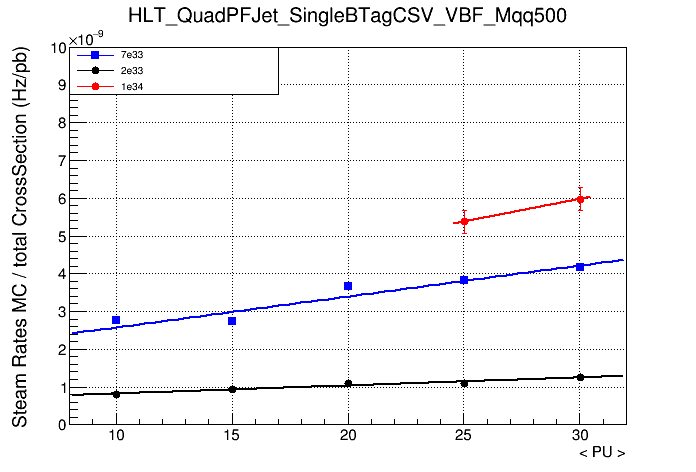 HLT_QuadPFJet_SingleBTagCSV_VBF_Mqq500
×10⁻⁹
Steam Rates MC / total CrossSection (Hz/pb)
7e33
2e33
1e34
10
9
8
7
6
5
4
3
2
1
0
10 15 20 25 30
< PU >